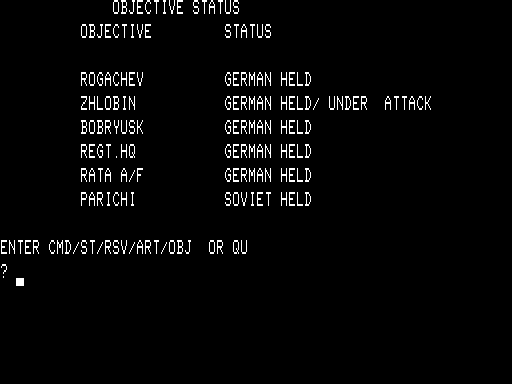 OBJECTIVE STATUS
OBJECTIVE STATUS
ROGACHEV GERMAN HELD
ZHLOBIN GERMAN HELD/ UNDER ATTACK
BOBRYUSK GERMAN HELD
REGT.HQ GERMAN HELD
RATA A/F GERMAN HELD
PARICHI SOVIET HELD
ENTER CMD/ST/RSV/ART/OBJ OR QU
?